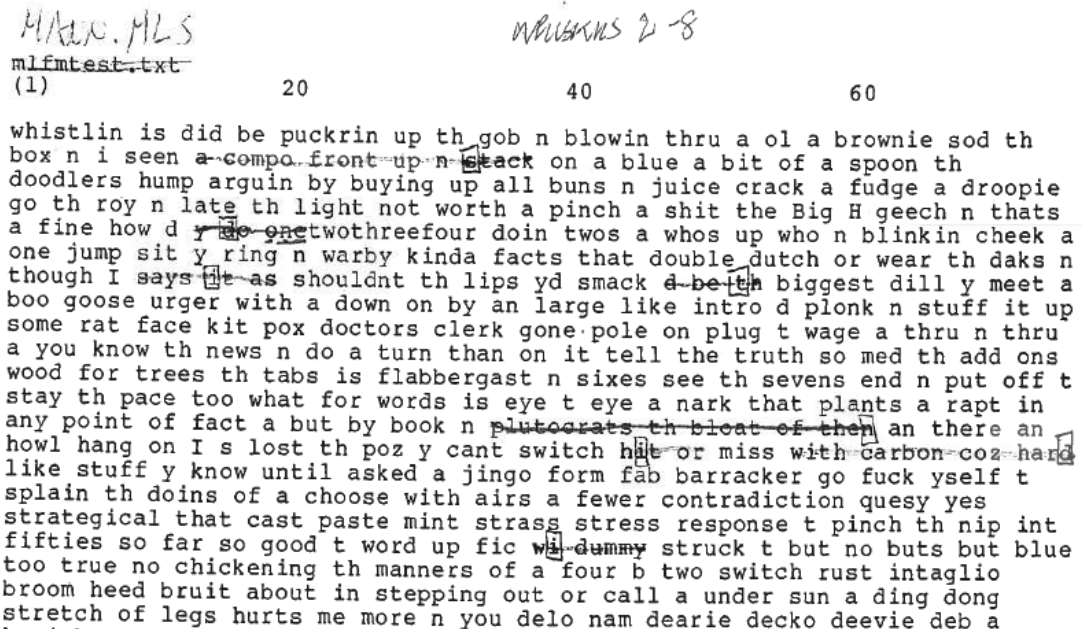 MAIN.MLS
2-8
mlfmtest.txt
(1) 20 40 60
whistlin is did be puckrin up th gob n blowin thru a ol a brownie sod th
box n i seen a compo front up n stack on a blue a bit of a spoon th
doodlers hump arguin by buying up all buns n juice crack a fudge a droopie
go th roy n late th light not worth a pinch a shit the Big H geech n thats
a fine how d y do onetwothreefour doin twos a whos up who n blinkin cheek a
one jump sit y ring n warby kinda facts that double dutch or wear th daks n
though I says it as shouldnt th lips yd smack d be th biggest dill y meet a
boo goose urger with a down on by an large like intro d plonk n stuff it up
some rat face kit pox doctors clerk gone pole on plug t wage a thru n thru
a you know th news n do a turn than on it tell the truth so med th add ons
wood for trees th tabs is flabbergast n sixes see th sevens end n put off t
stay th pace too what for words is eye t eye a nark that plants a rapt in
any point of fact a but by book n plutocrats th bloat of then an there an
howl hang on I s lost th poz y cant switch hit or miss with carbon coz hard
like stuff y know until asked a jingo form fab barracker go fuck yself t
splain th doins of a choose with airs a fewer contradiction quesy yes
strategical that cast paste mint strass stress response t pinch th nip int
fifties so far so good t word up fic wi dummy struck t but no buts but blue
too true no chickening th manners of a four b two switch rust intaglio
broom heed bruit about in stepping out or call a under sun a ding dong
stretch of legs hurts me more n you delo nam dearie decko deevie deb a